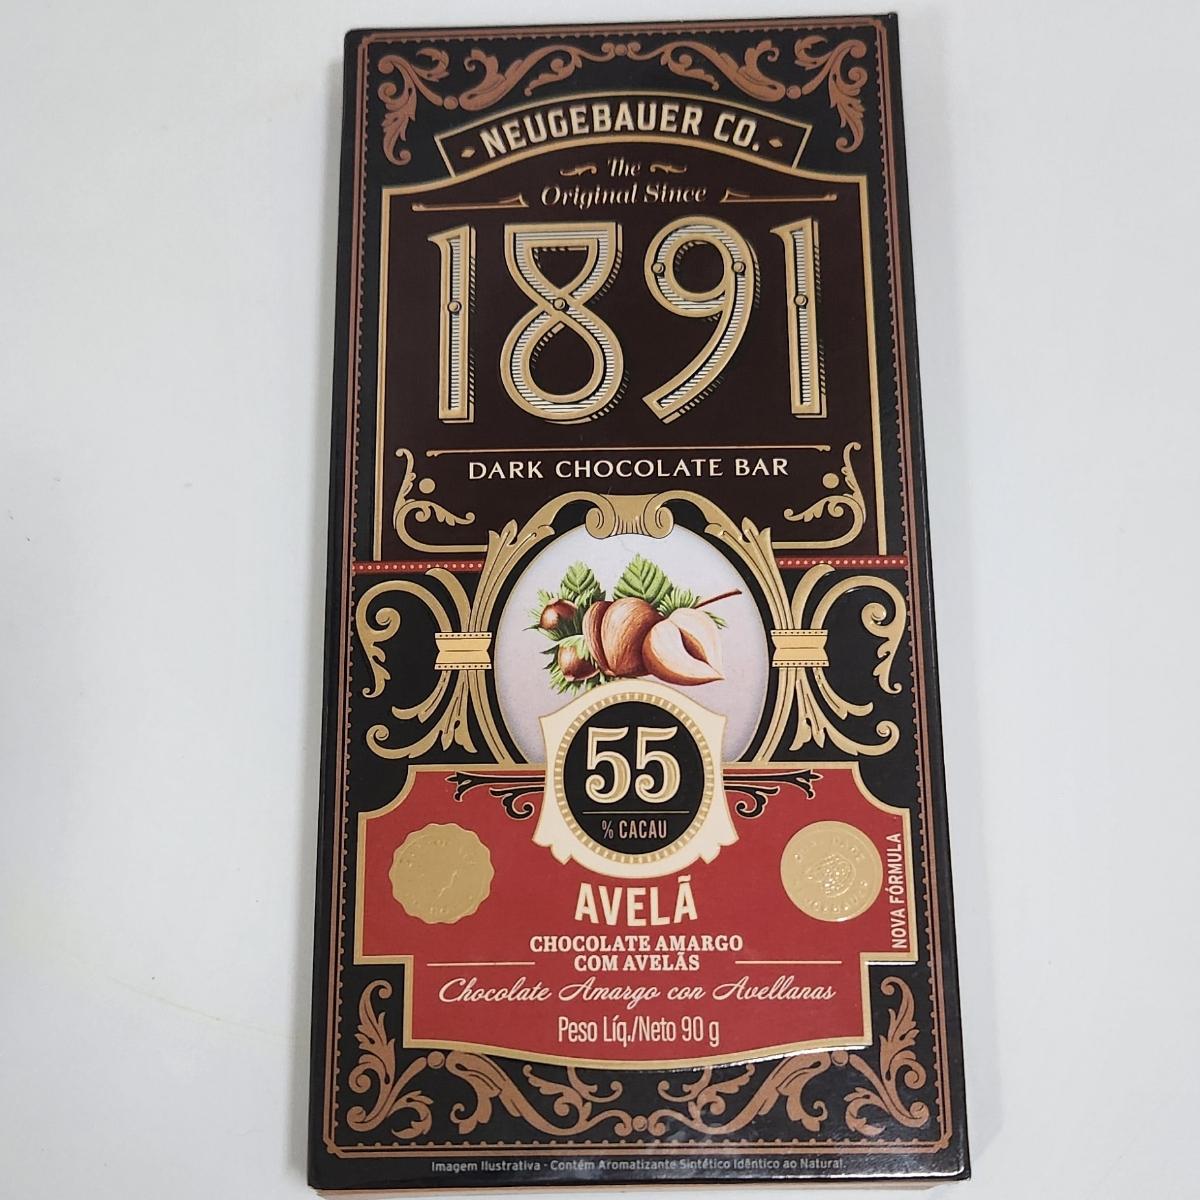 NEUGEBAUER CO.
The
Original Since
1891
DARK CHOCOLATE BAR
55
% CACAU
AVELÃ
CHOCOLATE AMARGO
COM AVELÃS
Chocolate Amargo con Avellanas
Peso Líq./Neto 90 g
NOVA FÓRMULA
Imagem Ilustrativa - Contém Aromatizante Sintético Idêntico ao Natural.